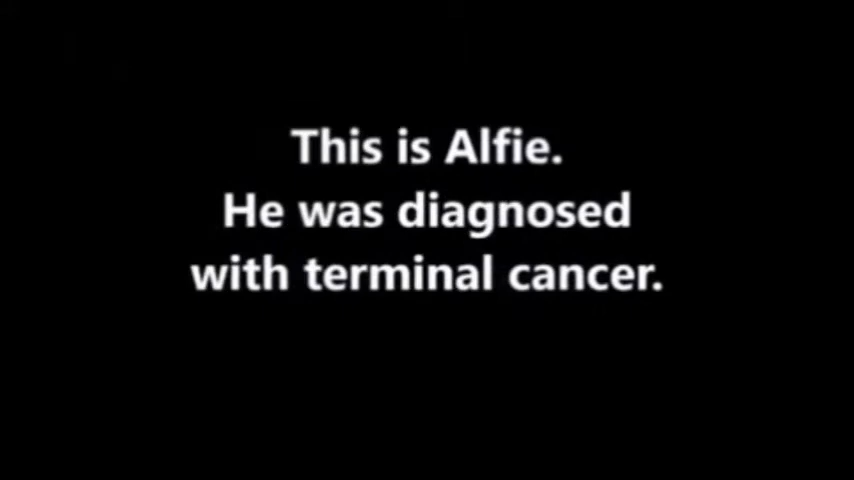 This is Alfie.
He was diagnosed
with terminal cancer.